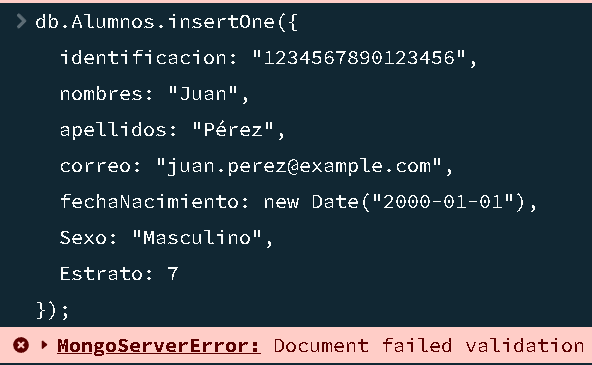 db.Alumnos.insertOne({
identificacion: "1234567890123456",
nombres: "Juan",
apellidos: "Pérez",
correo: "juan.perez@example.com",
fechaNacimiento: new Date("2000-01-01"),
Sexo: "Masculino",
Estrato: 7
});
MongoServerError: Document failed validation